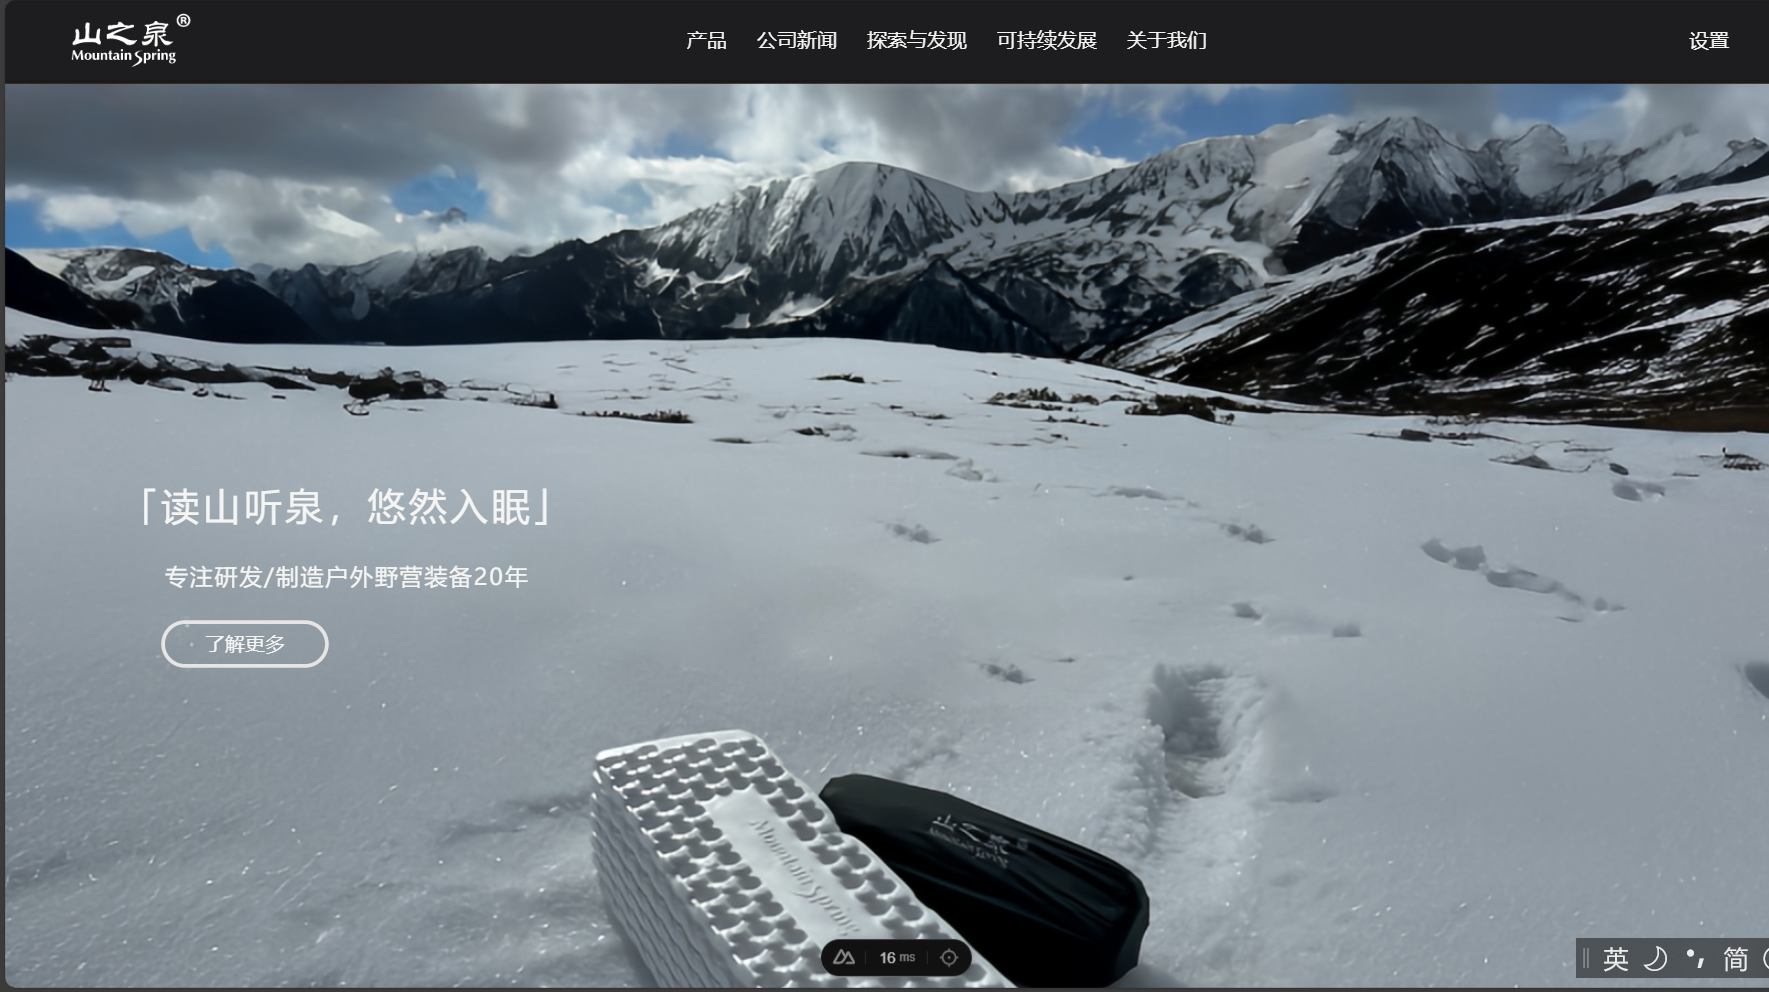 山之泉®
Mountain Spring
产品 公司新闻 探索与发现 可持续发展 关于我们
设置
「读山听泉，悠然入眠」
专注研发/制造户外野营装备20年
了解更多
山之泉
Mountain Spring
Mountain Spring
16 ms
英 简